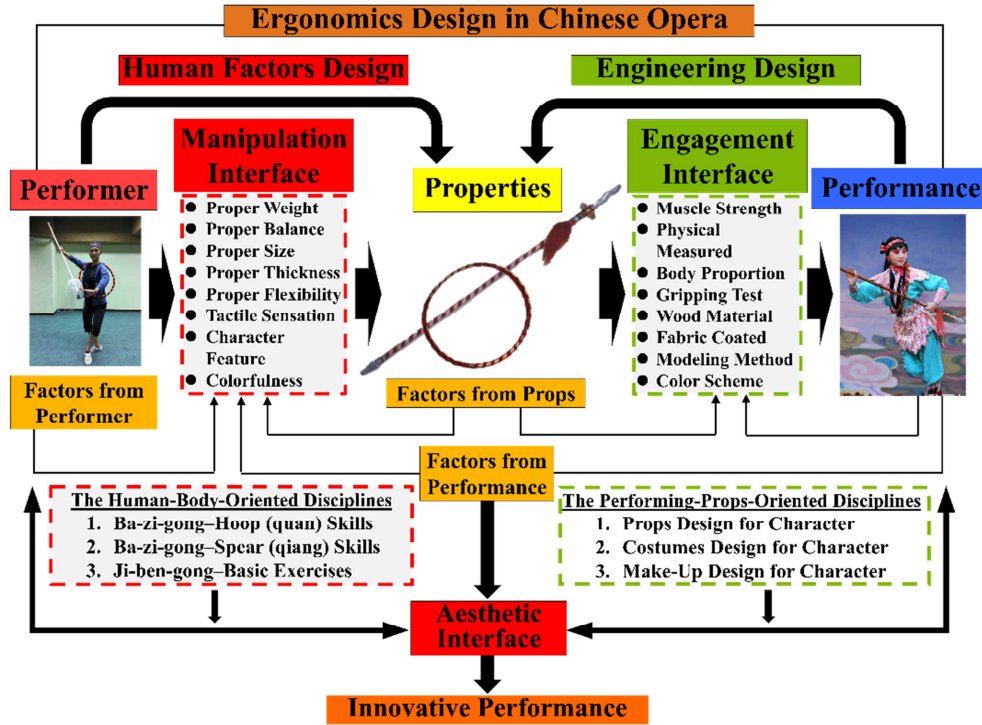 Ergonomics Design in Chinese Opera
Human Factors Design
Engineering Design
Manipulation
Interface
Engagement
Interface
Performer
Properties
Performance
● Proper Weight
● Proper Balance
● Proper Size
● Proper Thickness
● Proper Flexibility
● Tactile Sensation
● Character
Feature
● Colorfulness
● Muscle Strength
● Physical
Measured
● Body Proportion
● Gripping Test
● Wood Material
● Fabric Coated
● Modeling Method
● Color Scheme
Factors from
Performer
Factors from Props
Factors from
Performance
The Human-Body-Oriented Disciplines
1. Ba-zi-gong–Hoop (quan) Skills
2. Ba-zi-gong–Spear (qiang) Skills
3. Ji-ben-gong–Basic Exercises
The Performing-Props-Oriented Disciplines
1. Props Design for Character
2. Costumes Design for Character
3. Make-Up Design for Character
Aesthetic
Interface
Innovative Performance